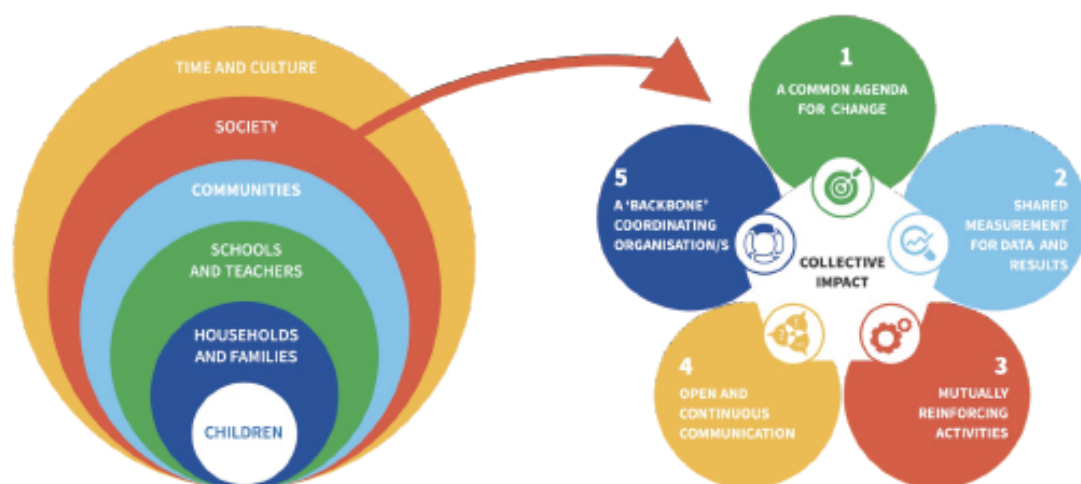 TIME AND CULTURE
SOCIETY
COMMUNITIES
SCHOOLS
AND TEACHERS
HOUSEHOLDS
AND FAMILIES
CHILDREN
1
A COMMON AGENDA
FOR CHANGE
2
SHARED
MEASUREMENT
FOR DATA AND
RESULTS
3
MUTUALLY
REINFORCING
ACTIVITIES
4
OPEN AND
CONTINUOUS
COMMUNICATION
5
A 'BACKBONE'
COORDINATING
ORGANISATION/S
COLLECTIVE
IMPACT